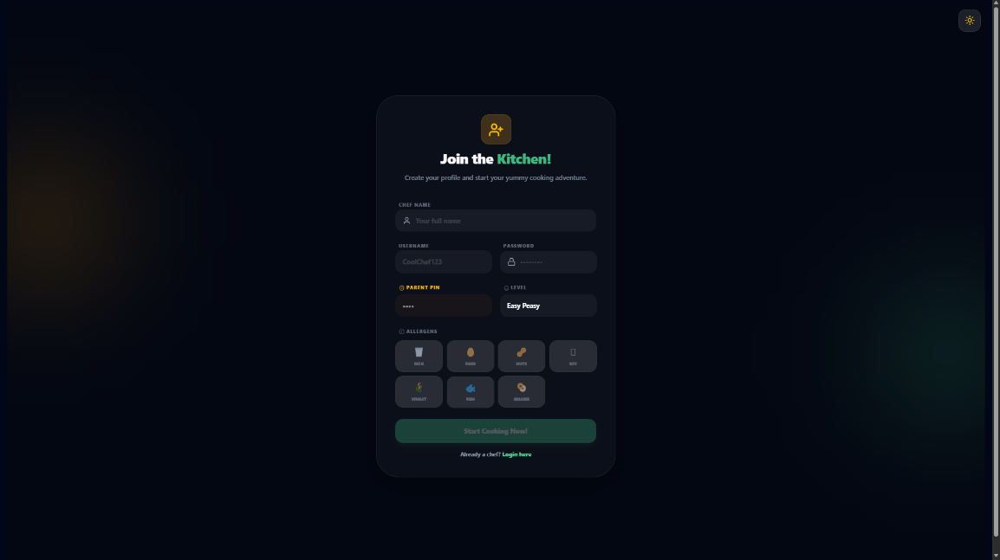 Join the Kitchen!
Create your profile and start your yummy cooking adventure.
CHEF NAME
Your full name
USERNAME
PASSWORD
CoolChef123
PARENT PIN
LEVEL
Easy Peasy
ALLERGENS
MILK
EGGS
NUTS
SOY
WHEAT
FISH
SESAME
Start Cooking Now!
Already a chef? Login here